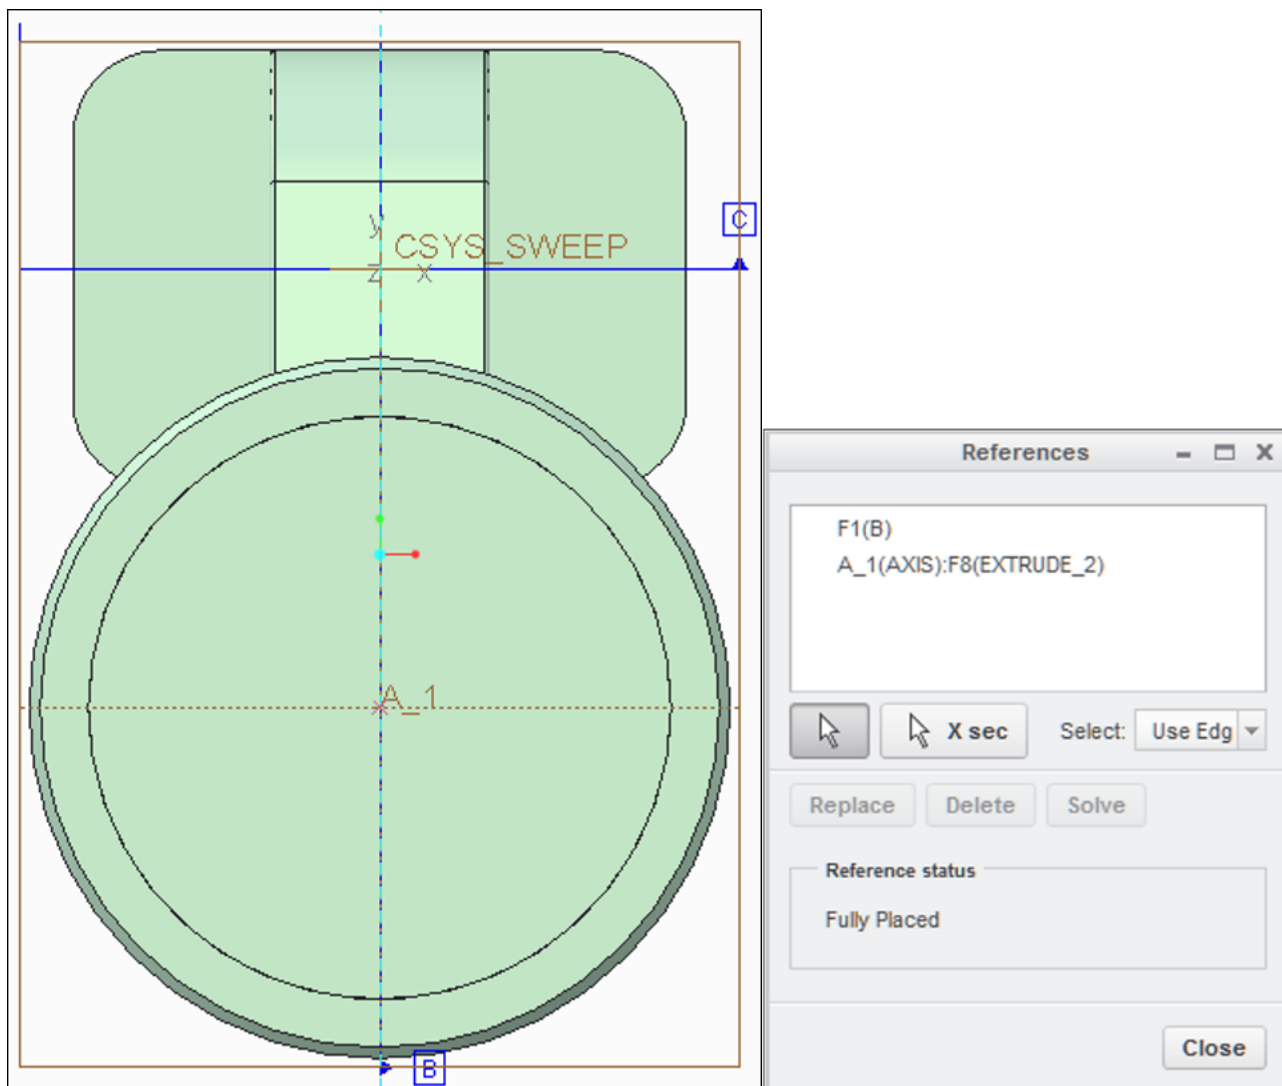 C
y
CSYS_SWEEP
z x
A_1
B
References
F1(B)
A_1(AXIS):F8(EXTRUDE_2)
X sec
Select: Use Edg
Replace Delete Solve
Reference status
Fully Placed
Close